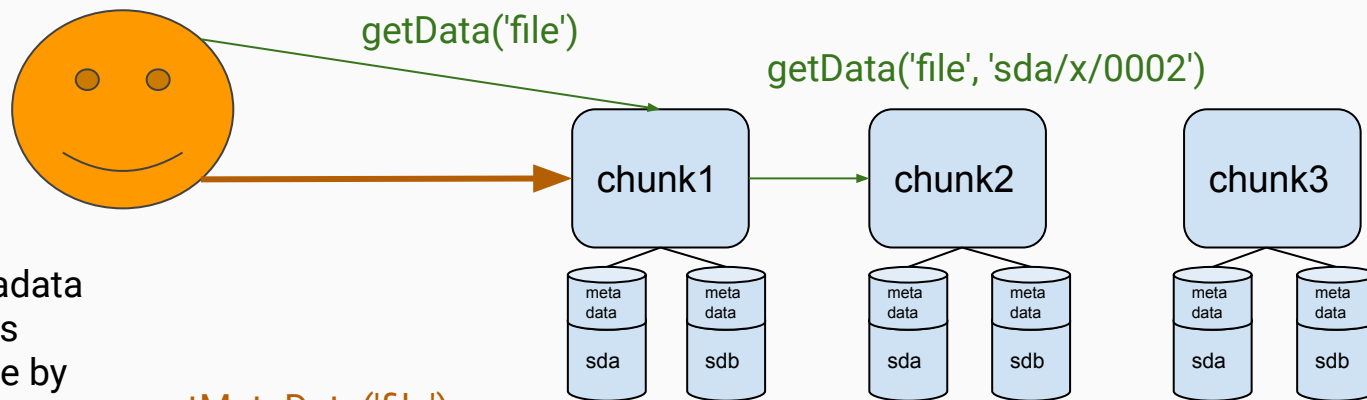 getData('file')
getData('file', 'sda/x/0002')
chunk1
chunk2
chunk3
meta data
meta data
meta data
meta data
meta data
meta data
sda
sdb
sda
sdb
sda
sdb
adata
s
e by